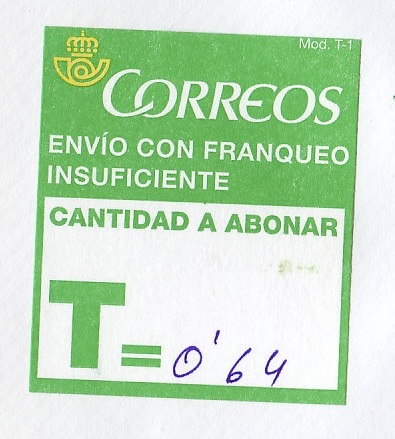 Mod. T-1
CORREOS
ENVÍO CON FRANQUEO
INSUFICIENTE
CANTIDAD A ABONAR
T = 0'64